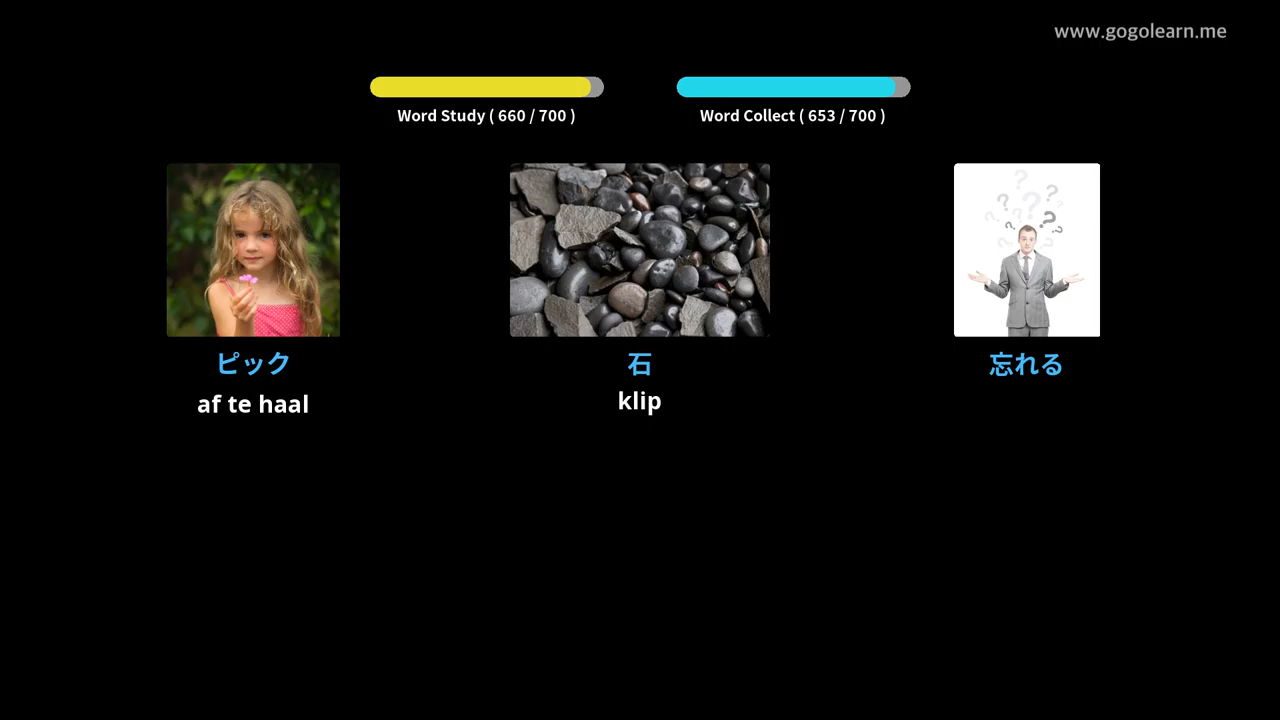 www.gogolearn.me
Word Study ( 660 / 700 )
Word Collect ( 653 / 700 )
ピック
石
忘れる
af te haal
klip